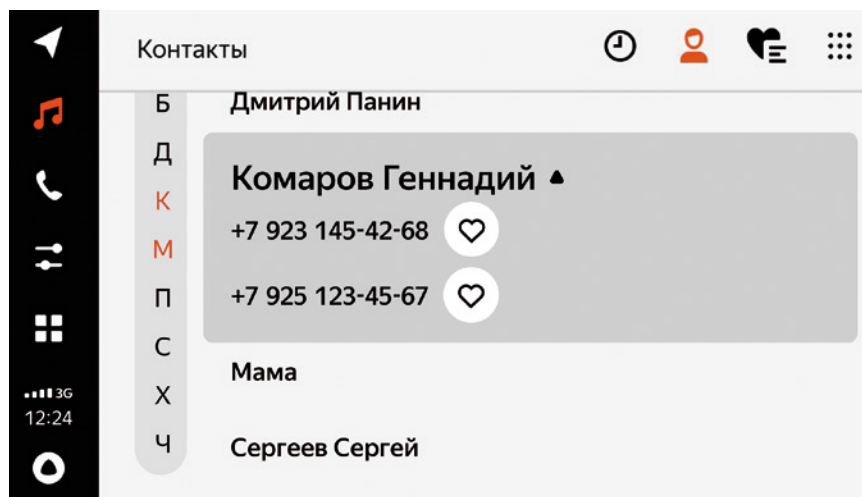 Контакты
Б
Д
К
М
П
С
Х
Ч
Дмитрий Панин
Комаров Геннадий
+7 923 145-42-68
+7 925 123-45-67
Мама
Сергеев Сергей
3G
12:24